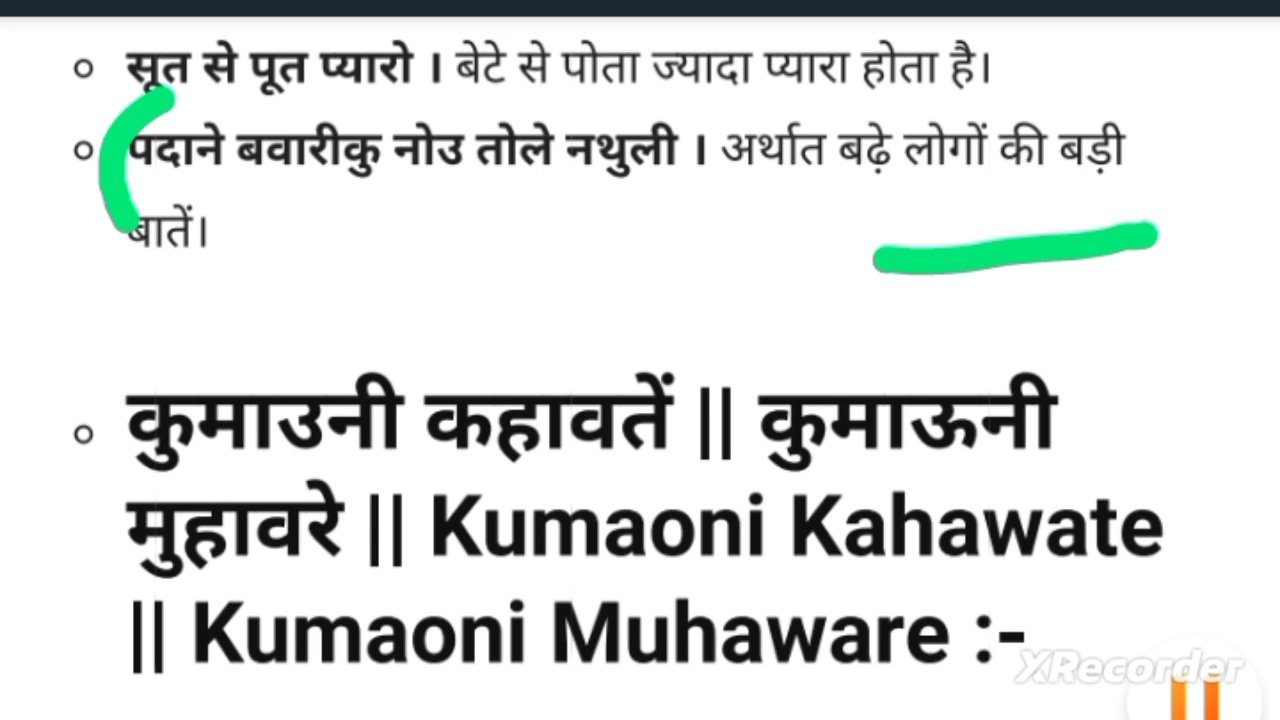 सूत से पूत प्यारो । बेटे से पोता ज्यादा प्यारा होता है।
पदाने बवारीकु नोउ तोले नथुली । अर्थात बढ़े लोगों की बड़ी
बातें।
कुमाउनी कहावतें || कुमाऊनी
मुहावरे || Kumaoni Kahawate
|| Kumaoni Muhaware :-
XRecorder